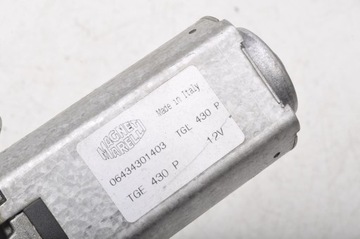 MAGNETI
MARELLI
Made in Italy
06434301403 TGL 430 P
TGE 430 P 12V